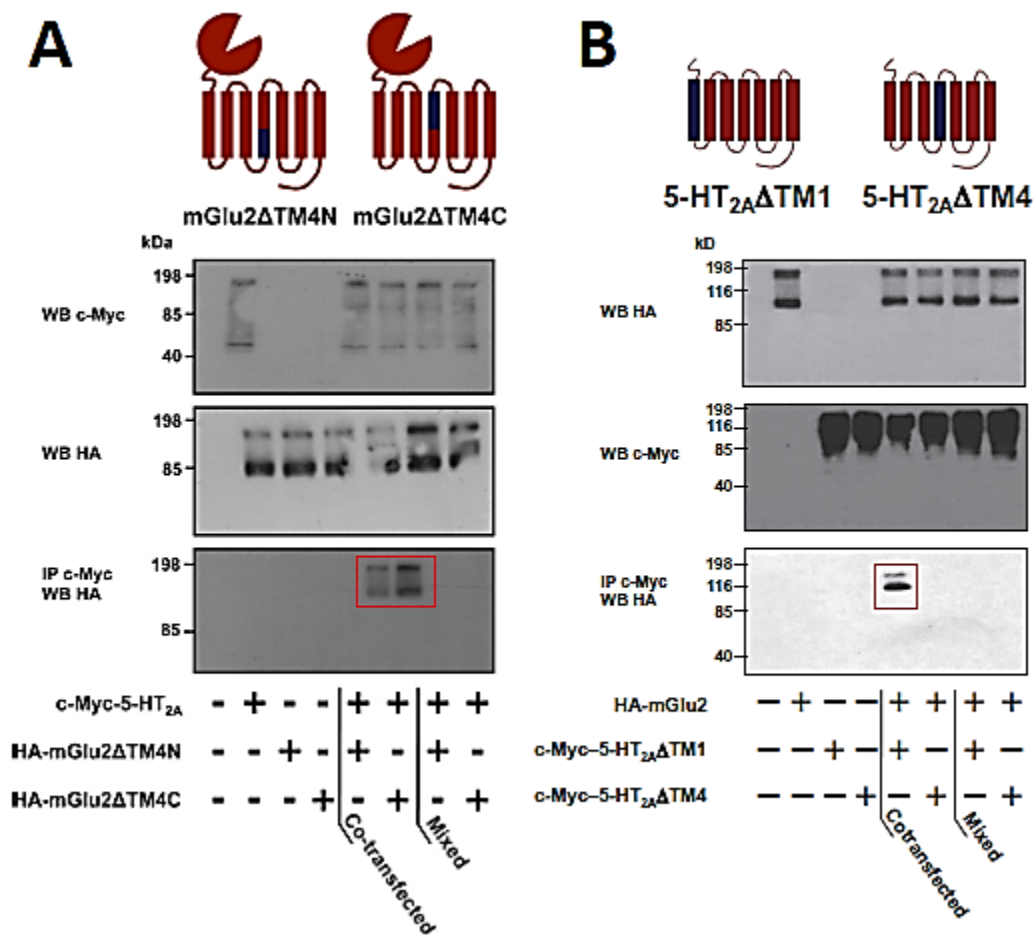 A
mGlu2ΔTM4N mGlu2ΔTM4C
kDa
WB c-Myc
198
85
40
WB HA
198
85
IP c-Myc
WB HA
198
85
c-Myc-5-HT2A - + - - + + + +
HA-mGlu2ΔTM4N - - + - + - + -
HA-mGlu2ΔTM4C - - - + - + - +
Co-transfected
Mixed
B
5-HT2AΔTM1 5-HT2AΔTM4
kD
WB HA
198
116
85
WB c-Myc
198
116
40
IP c-Myc
WB HA
198
116
85
40
HA-mGlu2 − + − − + + + +
c-Myc–5-HT2AΔTM1 − − + − + − + −
c-Myc–5-HT2AΔTM4 − − − + − + − +
Cotransfected
Mixed